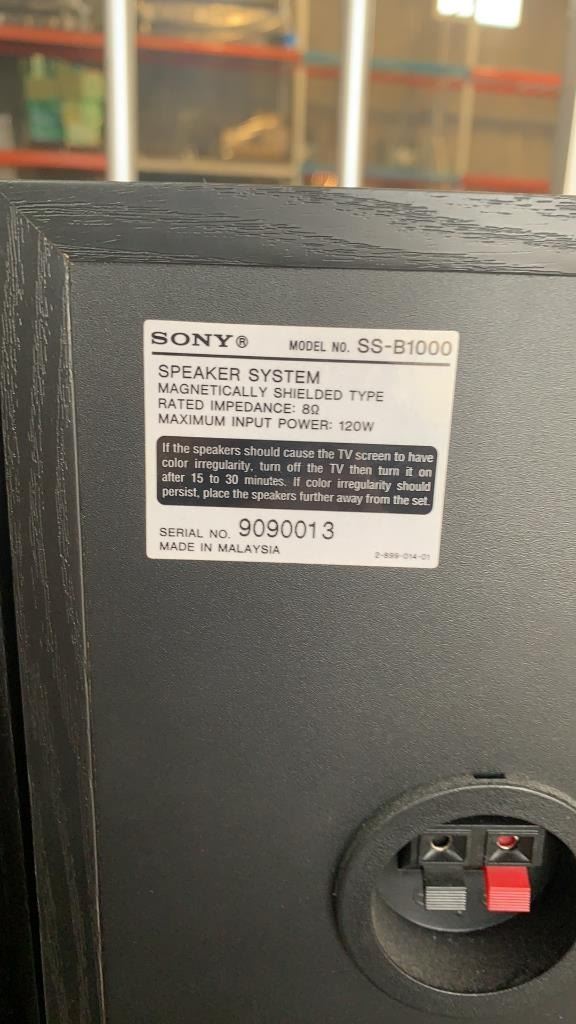 SONY® MODEL NO. SS-B1000
SPEAKER SYSTEM
MAGNETICALLY SHIELDED TYPE
RATED IMPEDANCE: 8Ω
MAXIMUM INPUT POWER: 120W
If the speakers should cause the TV screen to have
color irregularity, turn off the TV then turn it on
after 15 to 30 minutes. If color irregularity should
persist, place the speakers further away from the set.
SERIAL NO. 9090013
MADE IN MALAYSIA 2-899-014-01